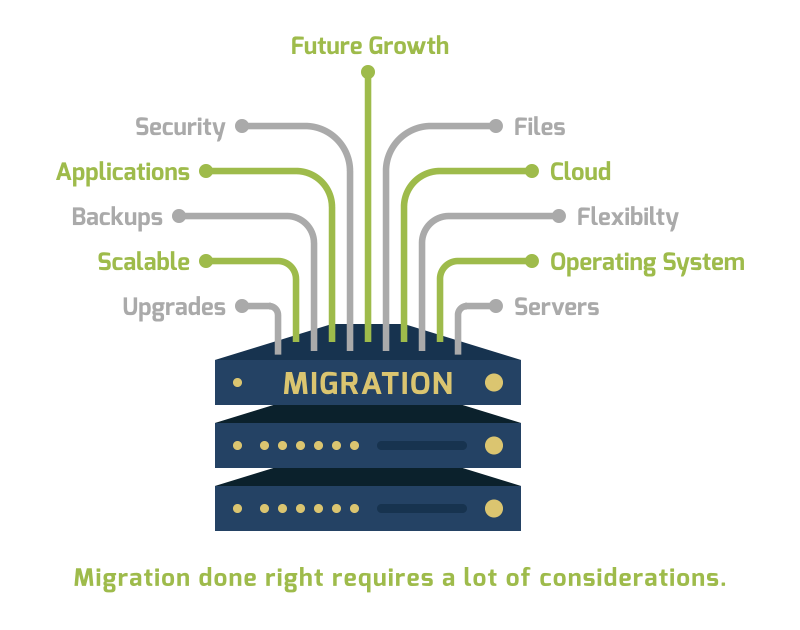 Future Growth
Security
Files
Applications
Cloud
Backups
Flexibilty
Scalable
Operating System
Upgrades
Servers
MIGRATION
Migration done right requires a lot of considerations.